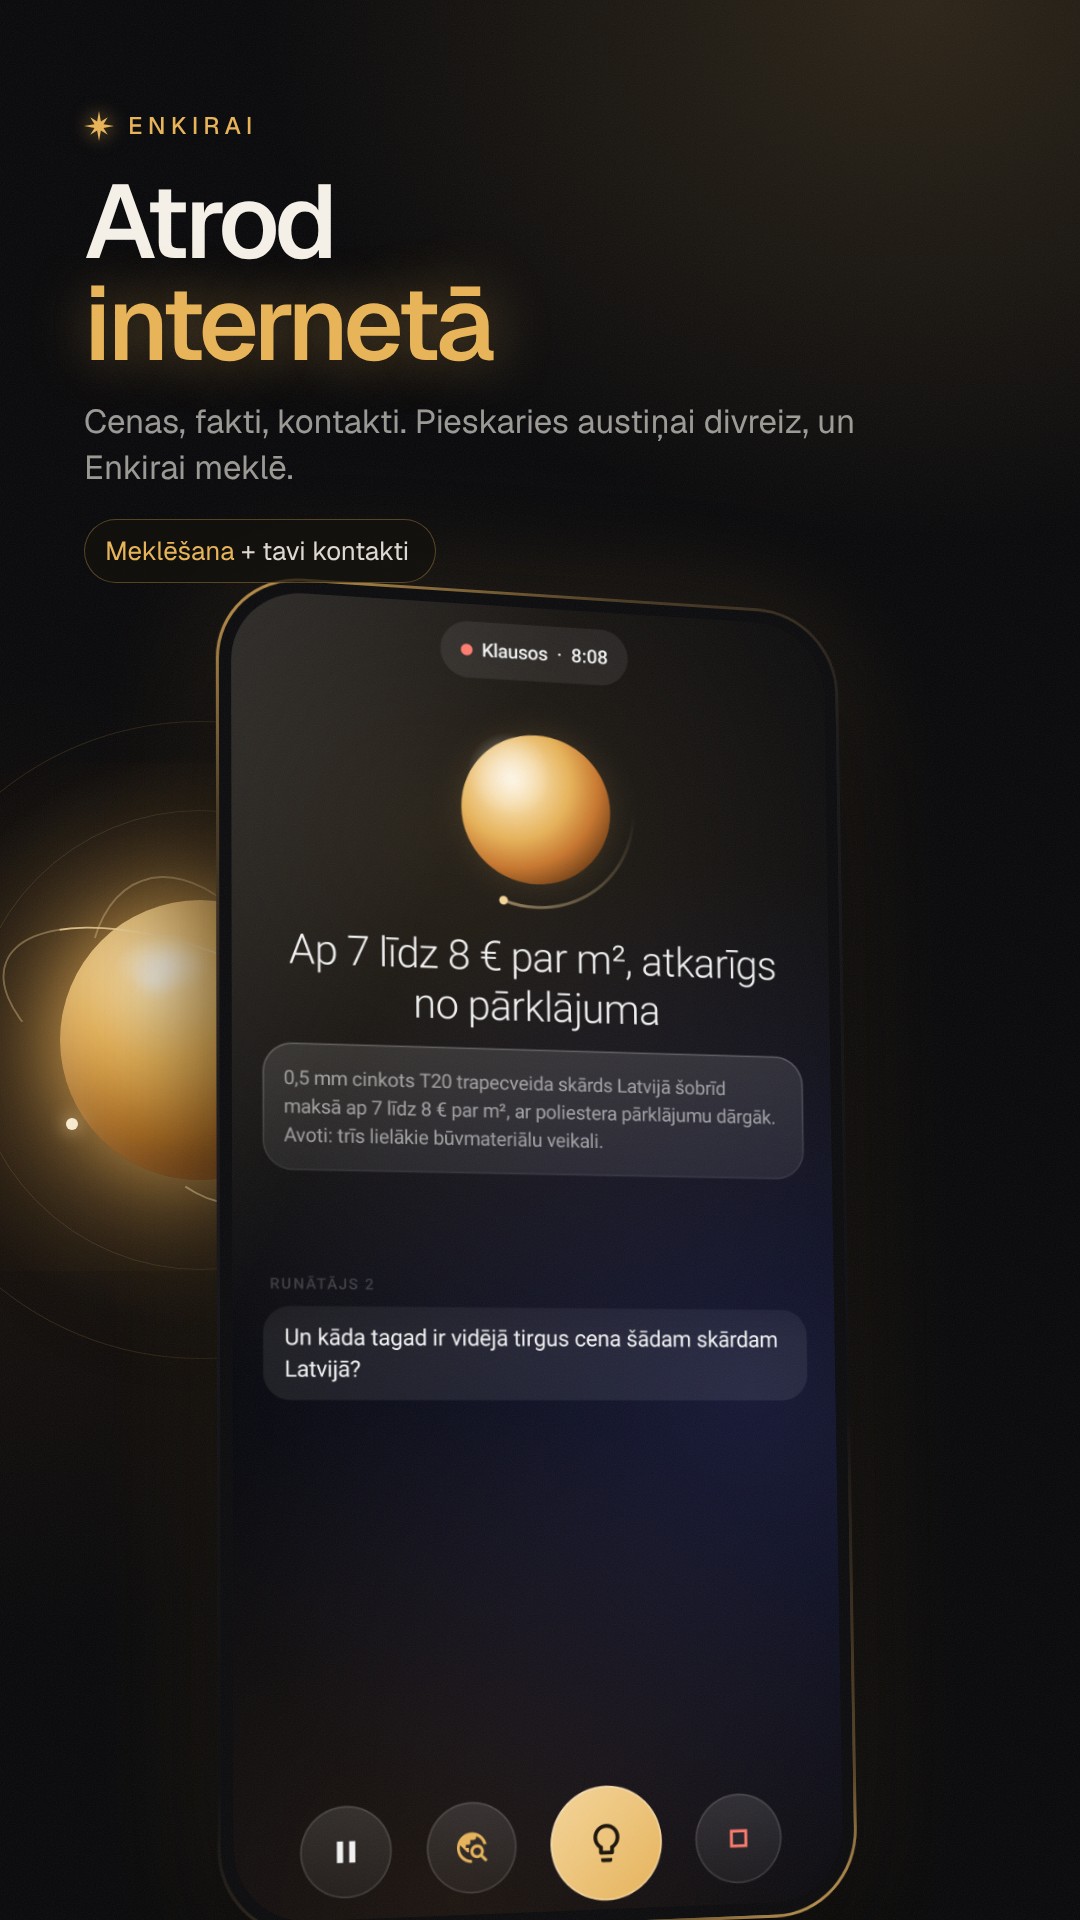 ENKIRAI
Atrod
internetā
Cenas, fakti, kontakti. Pieskaries austiņai divreiz, un
Enkirai meklē.
Meklēšana + tavi kontakti
Klausos · 8:08
Ap 7 līdz 8 € par m², atkarīgs
no pārklājuma
0,5 mm cinkots T20 trapecveida skārds Latvijā šobrīd
maksā ap 7 līdz 8 € par m², ar poliestera pārklājumu dārgāk.
Avoti: trīs lielākie būvmateriālu veikali.
RUNĀTĀJS 2
Un kāda tagad ir vidējā tirgus cena šādam skārdam
Latvijā?